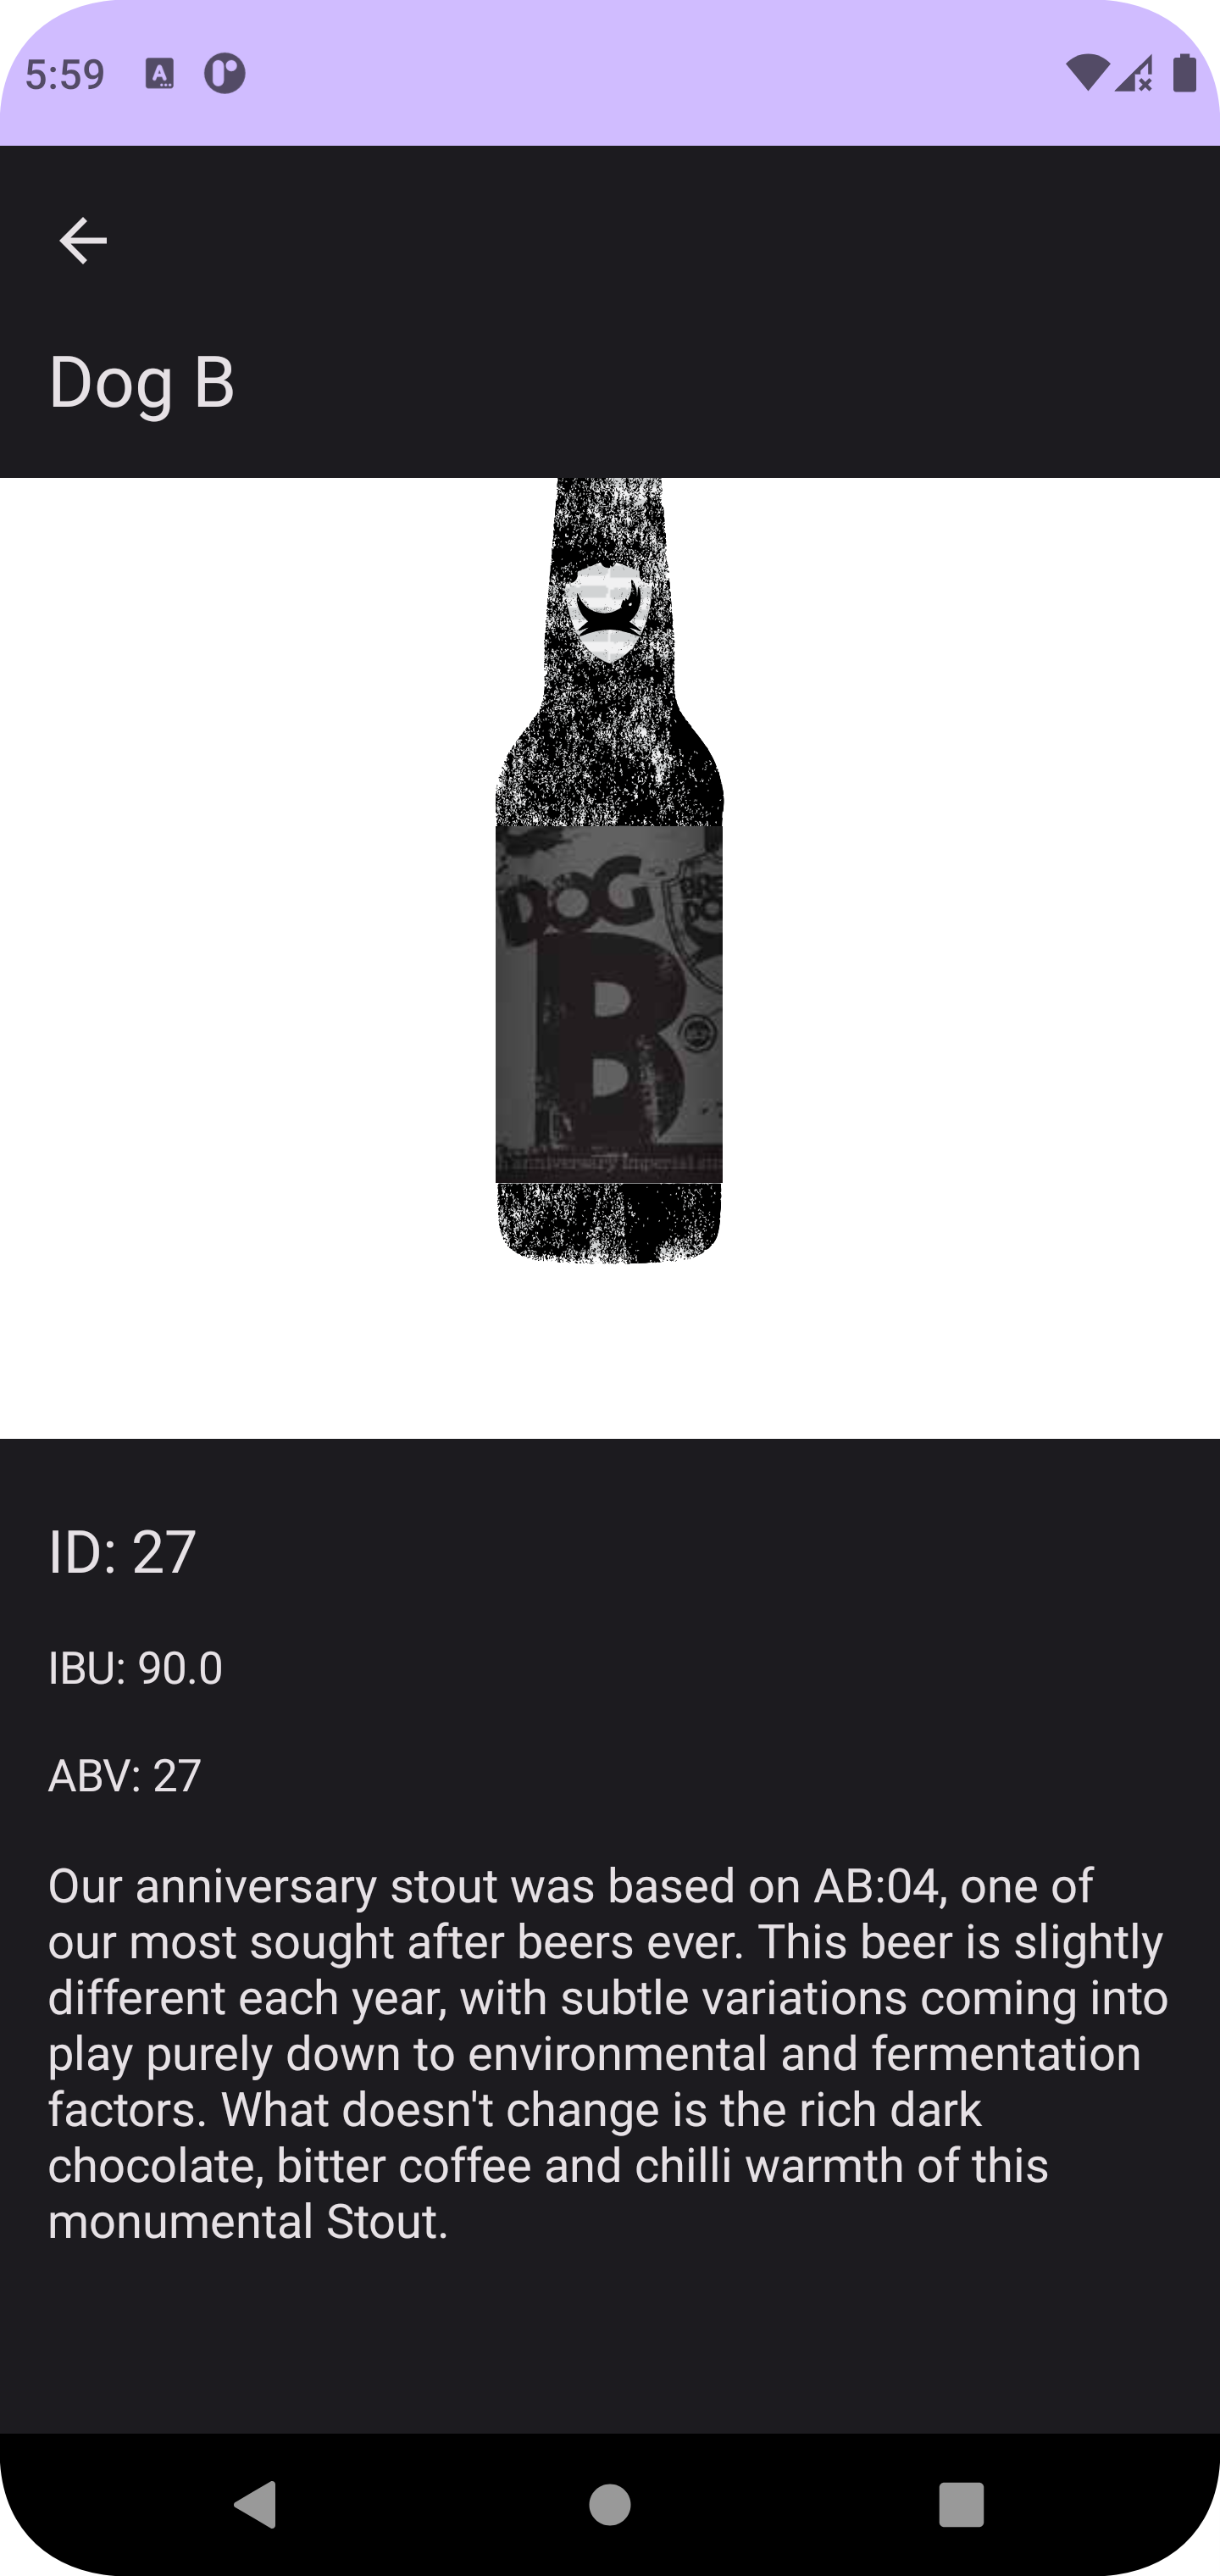 5:59
Dog B
DOG
B
anniversary imperial
ID: 27
IBU: 90.0
ABV: 27
Our anniversary stout was based on AB:04, one of
our most sought after beers ever. This beer is slightly
different each year, with subtle variations coming into
play purely down to environmental and fermentation
factors. What doesn't change is the rich dark
chocolate, bitter coffee and chilli warmth of this
monumental Stout.